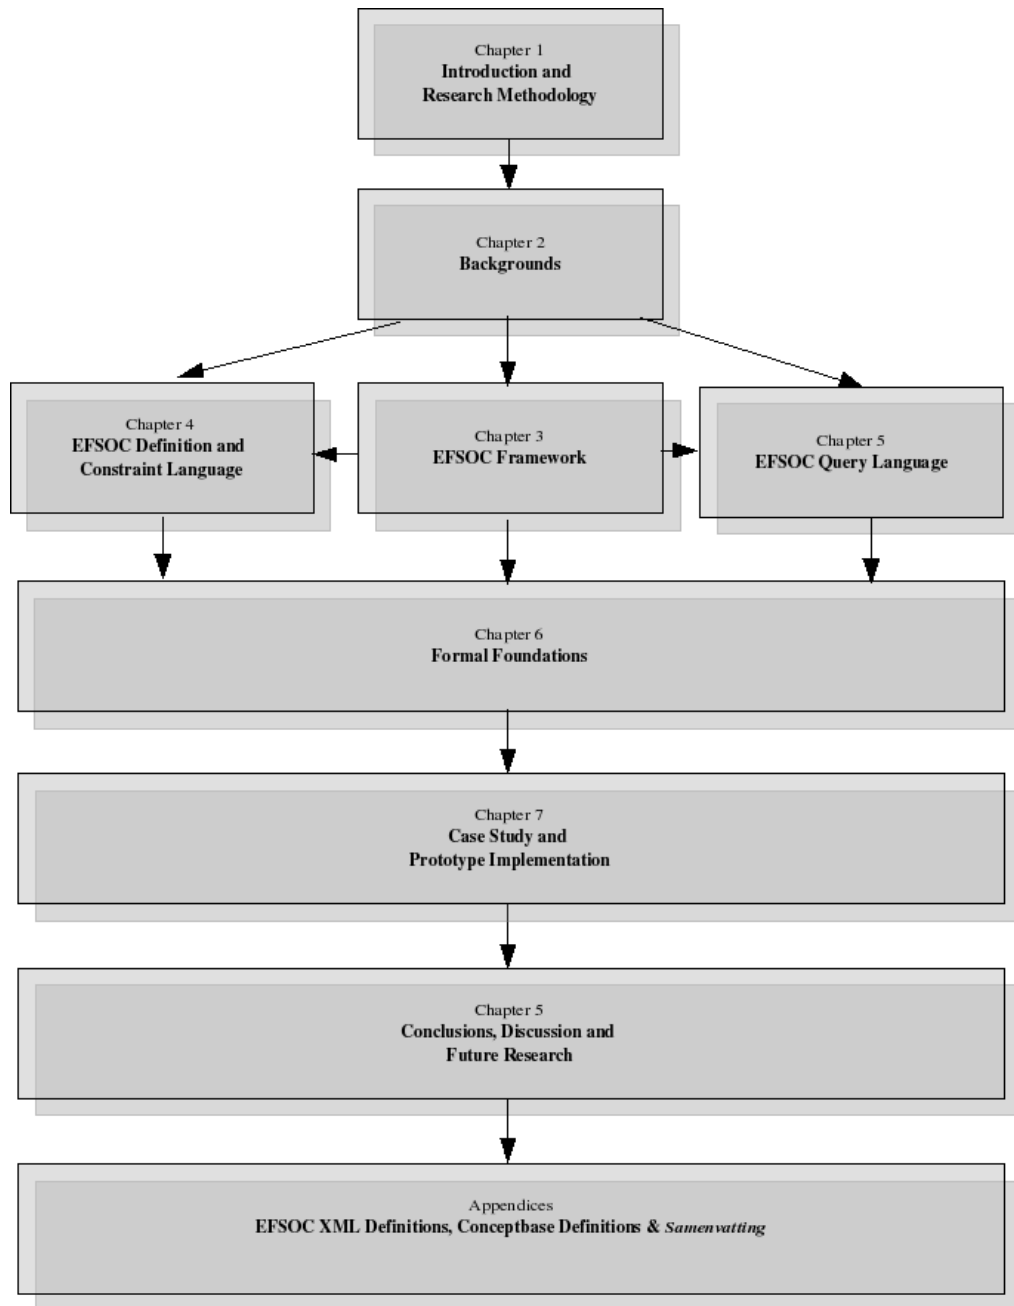 Chapter 1
Introduction and
Research Methodology
Chapter 2
Backgrounds
Chapter 4
EFSOC Definition and
Constraint Language
Chapter 3
EFSOC Framework
Chapter 5
EFSOC Query Language
Chapter 6
Formal Foundations
Chapter 7
Case Study and
Prototype Implementation
Chapter 5
Conclusions, Discussion and
Future Research
Appendices
EFSOC XML Definitions, Conceptbase Definitions & Samenvatting